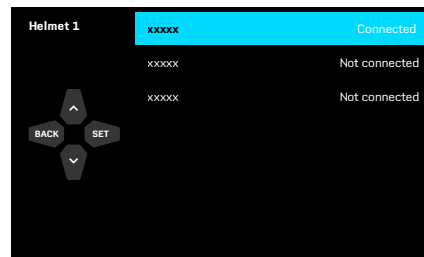 Helmet 1
xxxxx Connected
xxxxx Not connected
xxxxx Not connected
BACK SET